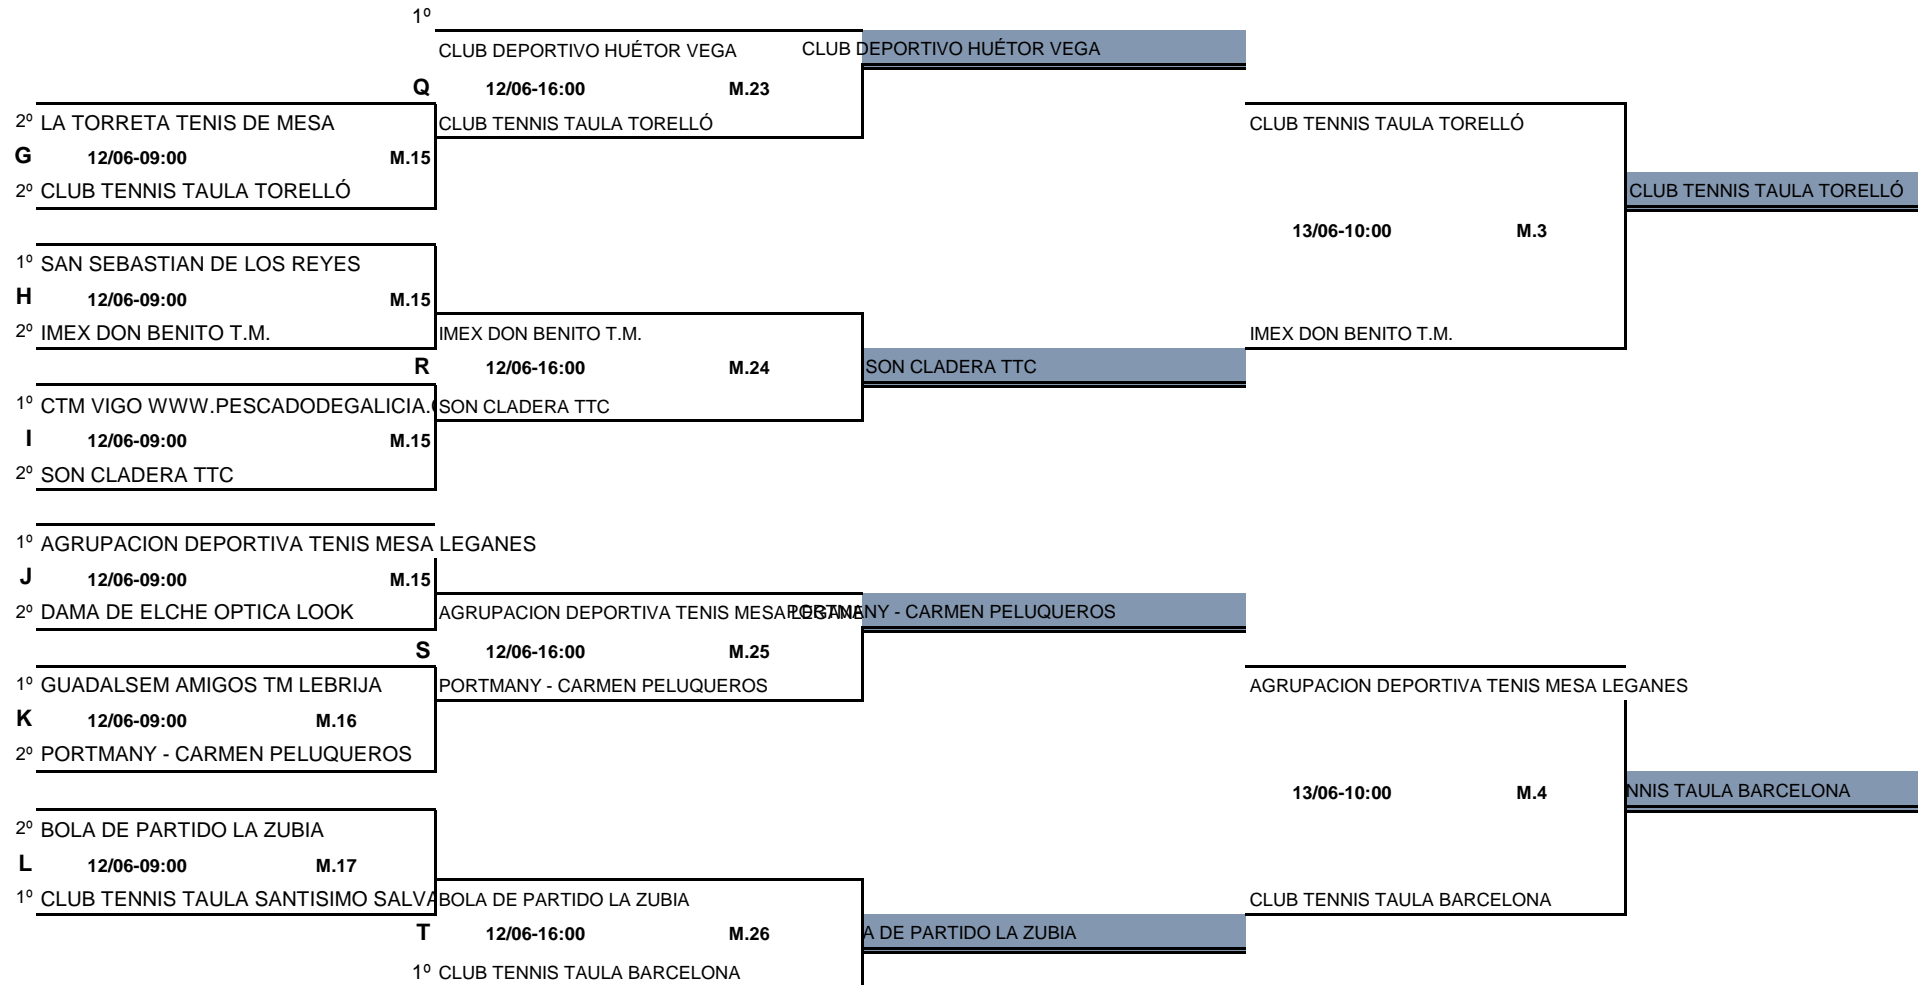 1º
CLUB DEPORTIVO HUÉTOR VEGA
CLUB DEPORTIVO HUÉTOR VEGA
Q 12/06-16:00 M.23
2º LA TORRETA TENIS DE MESA
CLUB TENNIS TAULA TORELLÓ
CLUB TENNIS TAULA TORELLÓ
G 12/06-09:00 M.15
2º CLUB TENNIS TAULA TORELLÓ
CLUB TENNIS TAULA TORELLÓ
13/06-10:00 M.3
1º SAN SEBASTIAN DE LOS REYES
H 12/06-09:00 M.15
2º IMEX DON BENITO T.M.
IMEX DON BENITO T.M.
IMEX DON BENITO T.M.
R 12/06-16:00 M.24
SON CLADERA TTC
1º CTM VIGO WWW.PESCADODEGALICIA.
SON CLADERA TTC
I 12/06-09:00 M.15
2º SON CLADERA TTC
1º AGRUPACION DEPORTIVA TENIS MESA LEGANES
J 12/06-09:00 M.15
2º DAMA DE ELCHE OPTICA LOOK
AGRUPACION DEPORTIVA TENIS MESA LEGANE
PORTMANY - CARMEN PELUQUEROS
S 12/06-16:00 M.25
1º GUADALSEM AMIGOS TM LEBRIJA
PORTMANY - CARMEN PELUQUEROS
AGRUPACION DEPORTIVA TENIS MESA LEGANES
K 12/06-09:00 M.16
2º PORTMANY - CARMEN PELUQUEROS
13/06-10:00 M.4
NNIS TAULA BARCELONA
2º BOLA DE PARTIDO LA ZUBIA
L 12/06-09:00 M.17
1º CLUB TENNIS TAULA SANTISIMO SALVA
BOLA DE PARTIDO LA ZUBIA
CLUB TENNIS TAULA BARCELONA
T 12/06-16:00 M.26
A DE PARTIDO LA ZUBIA
1º CLUB TENNIS TAULA BARCELONA